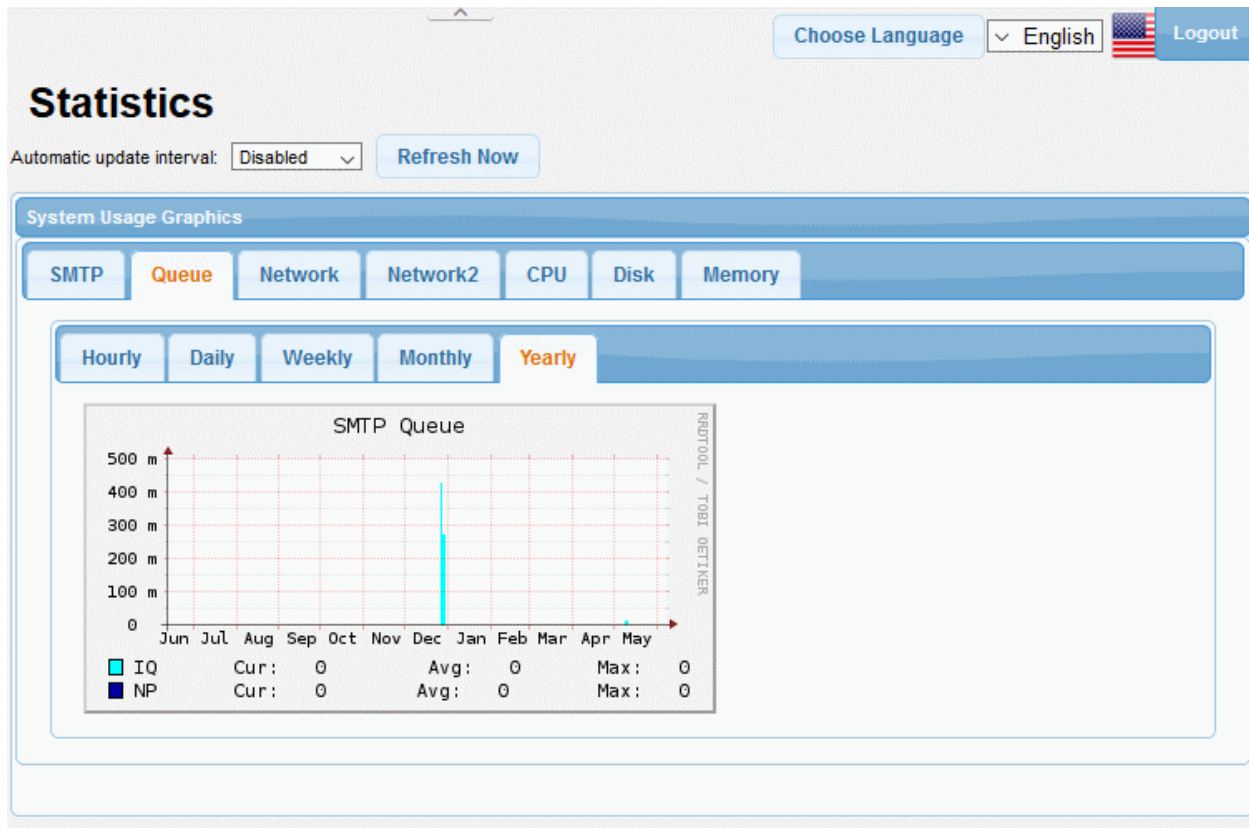 Choose Language
English
Logout
Statistics
Automatic update interval: Disabled Refresh Now
System Usage Graphics
SMTP Queue Network Network2 CPU Disk Memory
Hourly Daily Weekly Monthly Yearly
SMTP Queue
RRDTOOL / TOBI OETIKER
500 m
400 m
300 m
200 m
100 m
0
Jun Jul Aug Sep Oct Nov Dec Jan Feb Mar Apr May
IQ Cur: 0 Avg: 0 Max: 0
NP Cur: 0 Avg: 0 Max: 0